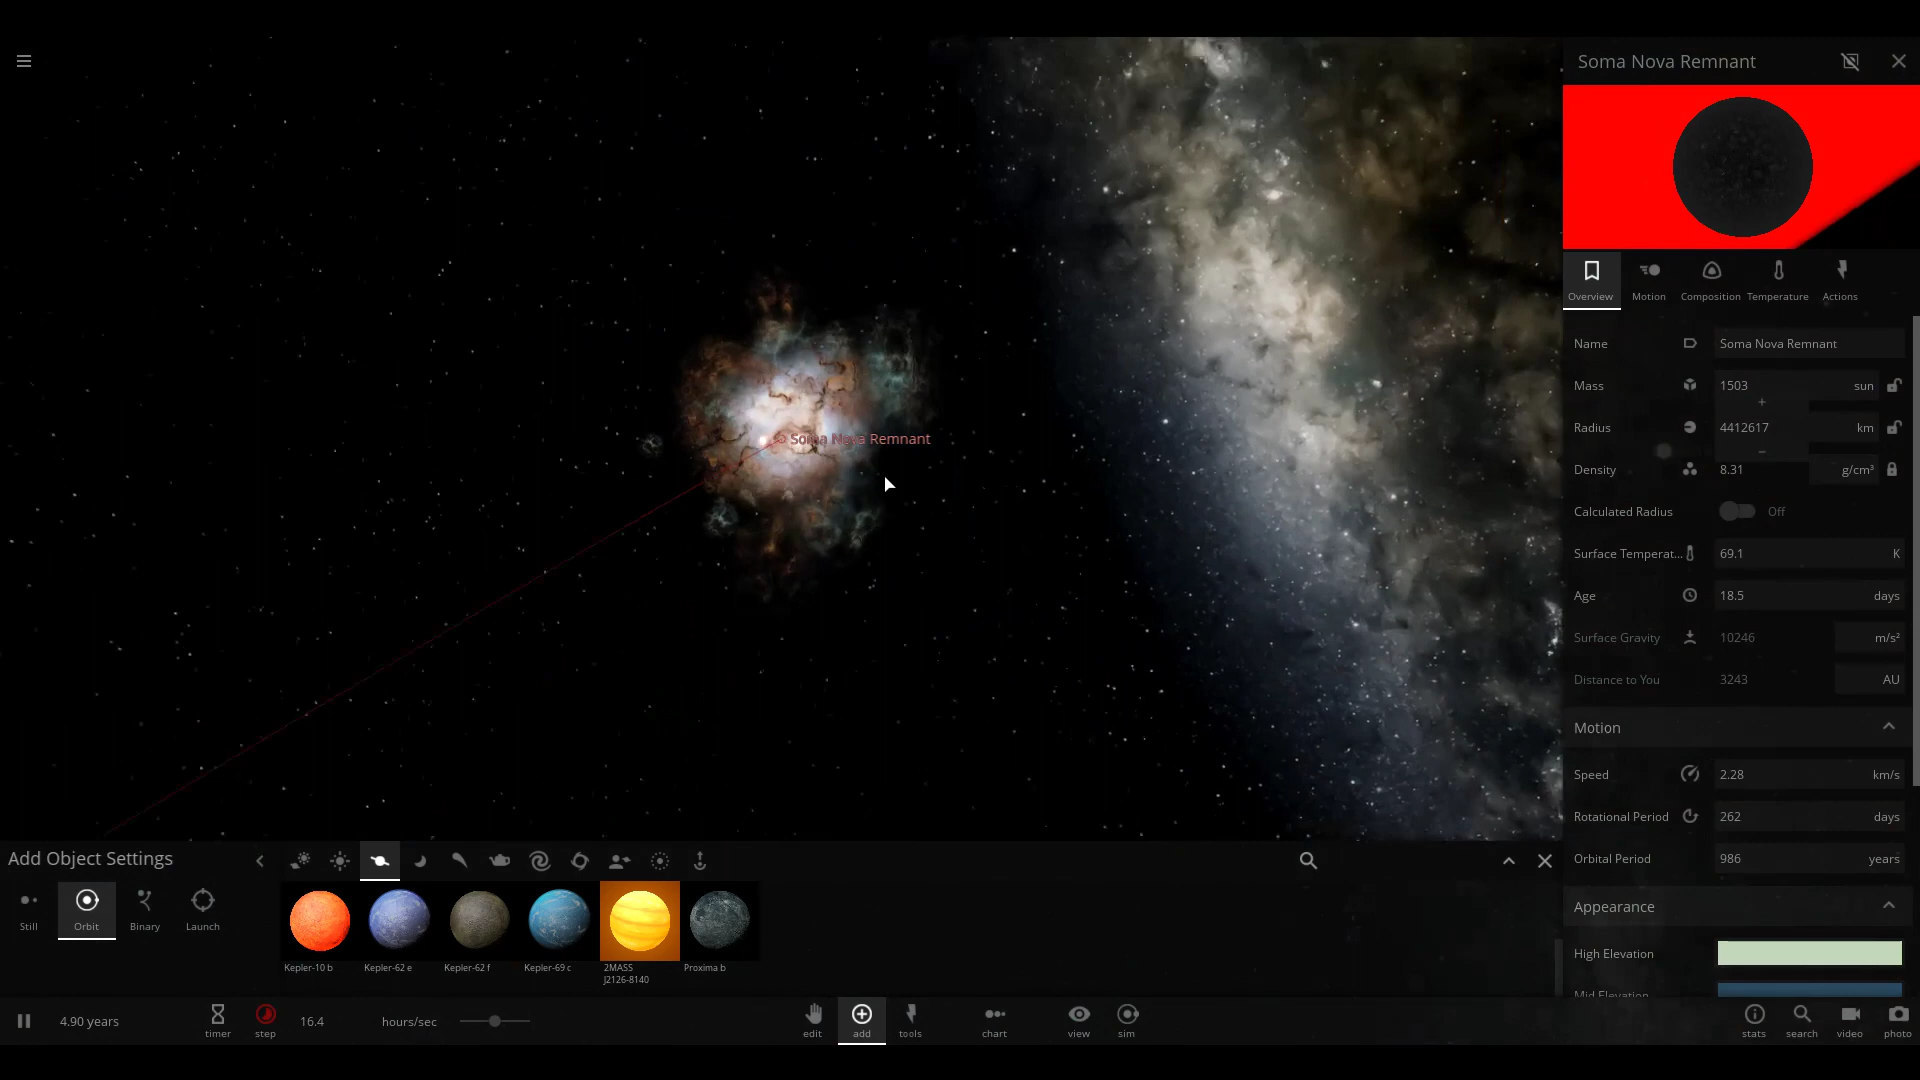 Soma Nova Remnant
Overview
Motion
Composition
Temperature
Actions
Name
Soma Nova Remnant
Mass
1503
sun
+
Radius
4412617
km
−
Density
8.31
g/cm³
Calculated Radius
Off
Surface Temperat...
69.1
K
Age
18.5
days
Surface Gravity
10246
m/s²
Distance to You
3243
AU
Motion
Speed
2.28
km/s
Rotational Period
262
days
Orbital Period
986
years
Appearance
High Elevation
Mid Elevation
Soma Nova Remnant
Add Object Settings
Still
Orbit
Binary
Launch
Kepler-10 b
Kepler-62 e
Kepler-62 f
Kepler-69 c
2MASS
J2126-8140
Proxima b
4.90 years
timer
step
16.4
hours/sec
edit
add
tools
chart
view
sim
stats
search
video
photo